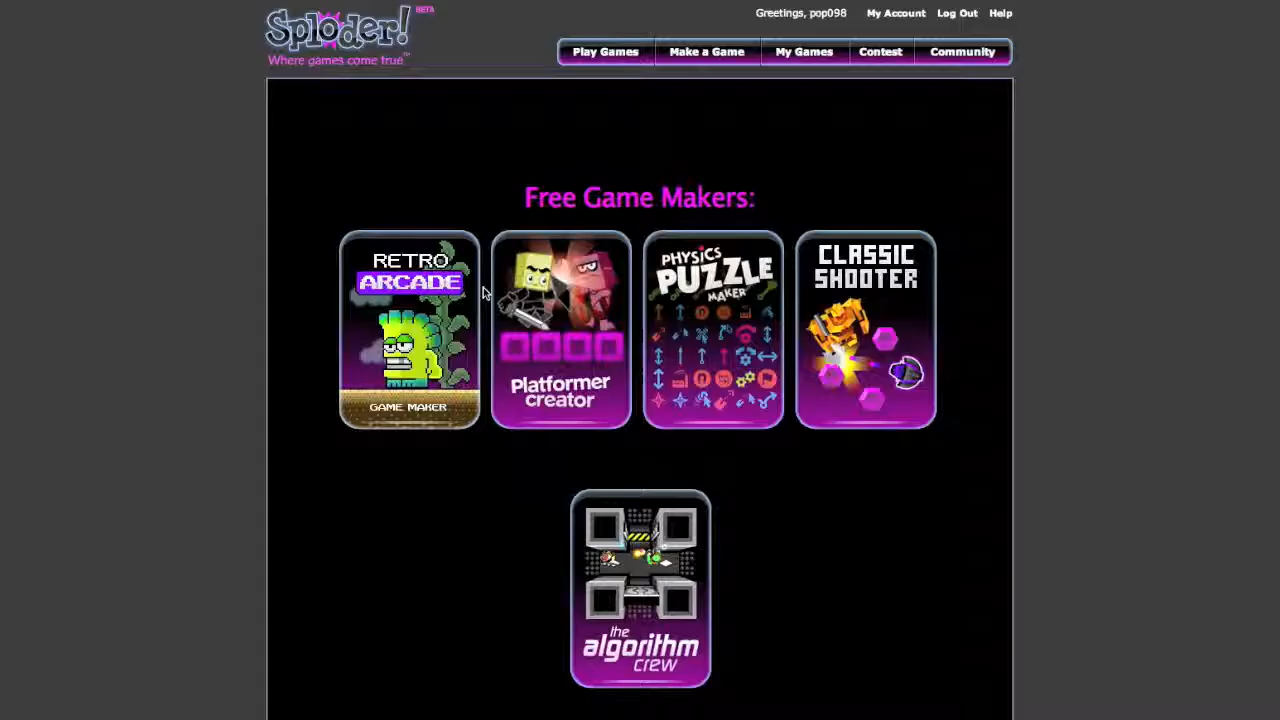 Sploder! BETA
Where games come true™
Greetings, pop098 My Account Log Out Help
Play Games Make a Game My Games Contest Community
Free Game Makers:
RETRO
ARCADE
GAME MAKER
Platformer
creator
PHYSICS
PUZZLE
MAKER
CLASSIC
SHOOTER
the
algorithm
crew